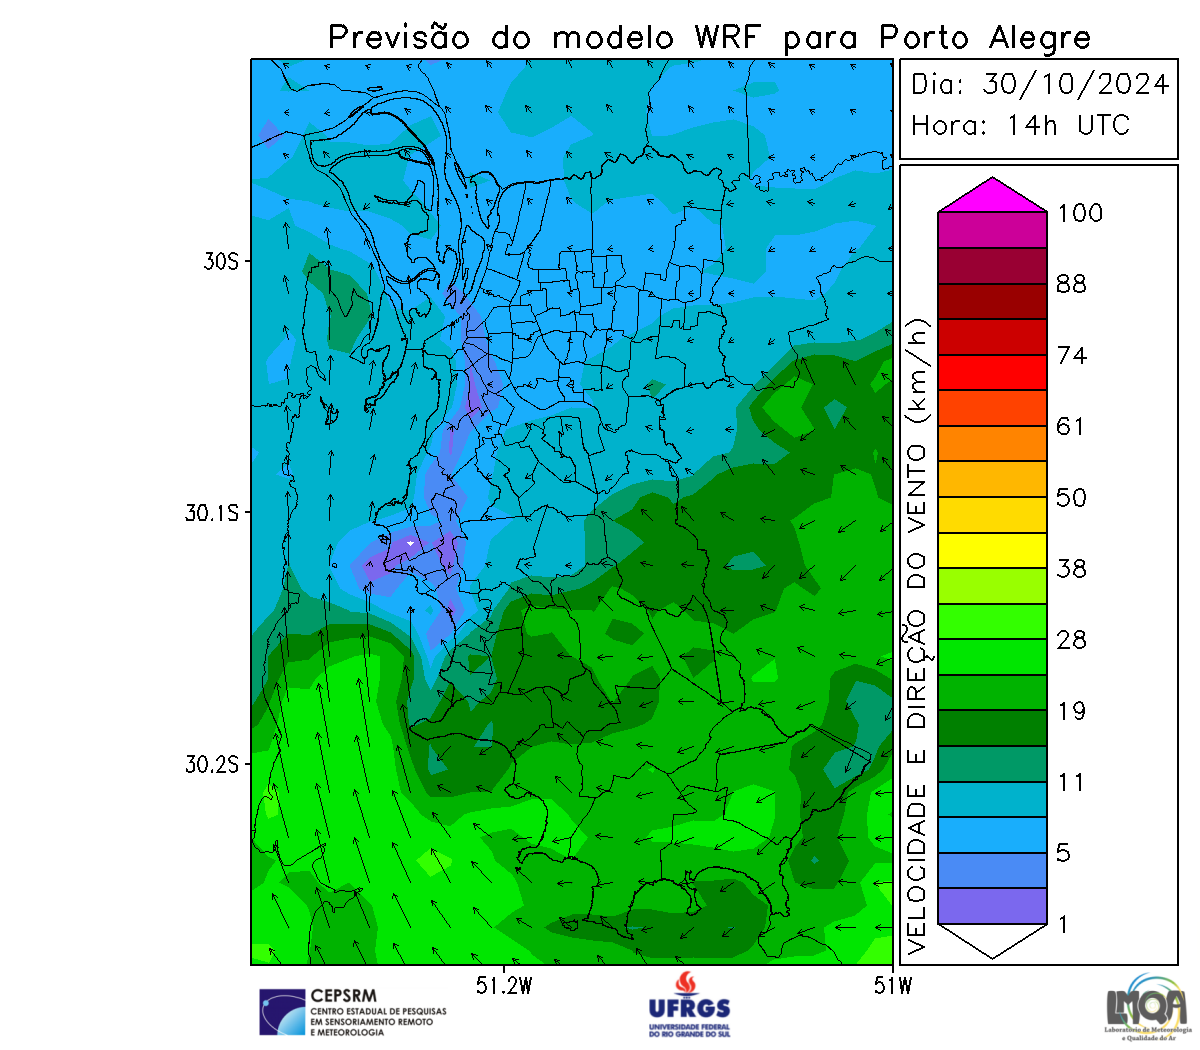 Previsão do modelo WRF para Porto Alegre
Dia: 30/10/2024
Hora: 14h UTC
30S
30.1S
30.2S
51.2W
51W
VELOCIDADE E DIREÇÃO DO VENTO (km/h)
100
88
74
61
50
38
28
19
11
5
1
CEPSRM
CENTRO ESTADUAL DE PESQUISAS
EM SENSORIAMENTO REMOTO
E METEOROLOGIA
UFRGS
UNIVERSIDADE FEDERAL
DO RIO GRANDE DO SUL
LMQA
Laboratório de Meteorologia
e Qualidade do Ar